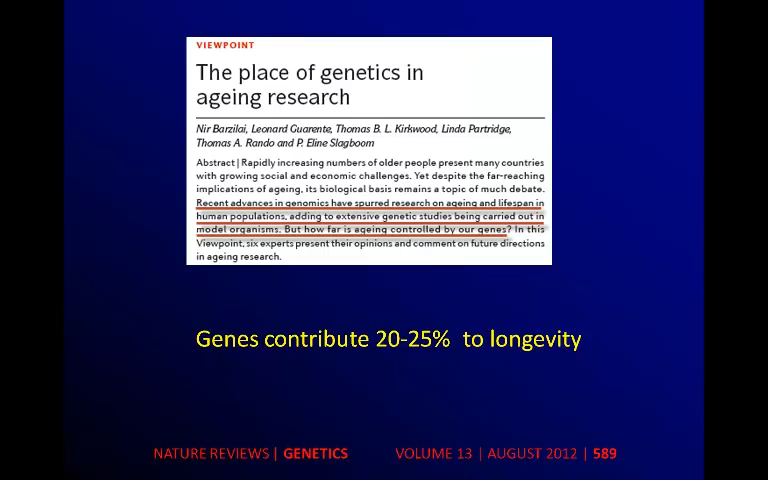 VIEWPOINT
The place of genetics in
ageing research
Nir Barzilai, Leonard Guarente, Thomas B. L. Kirkwood, Linda Partridge,
Thomas A. Rando and P. Eline Slagboom
Abstract | Rapidly increasing numbers of older people present many countries
with growing social and economic challenges. Yet despite the far-reaching
implications of ageing, its biological basis remains a topic of much debate.
Recent advances in genomics have spurred research on ageing and lifespan in
human populations, adding to extensive genetic studies being carried out in
model organisms. But how far is ageing controlled by our genes? In this
Viewpoint, six experts present their opinions and comment on future directions
in ageing research.
Genes contribute 20-25% to longevity
NATURE REVIEWS | GENETICS VOLUME 13 | AUGUST 2012 | 589